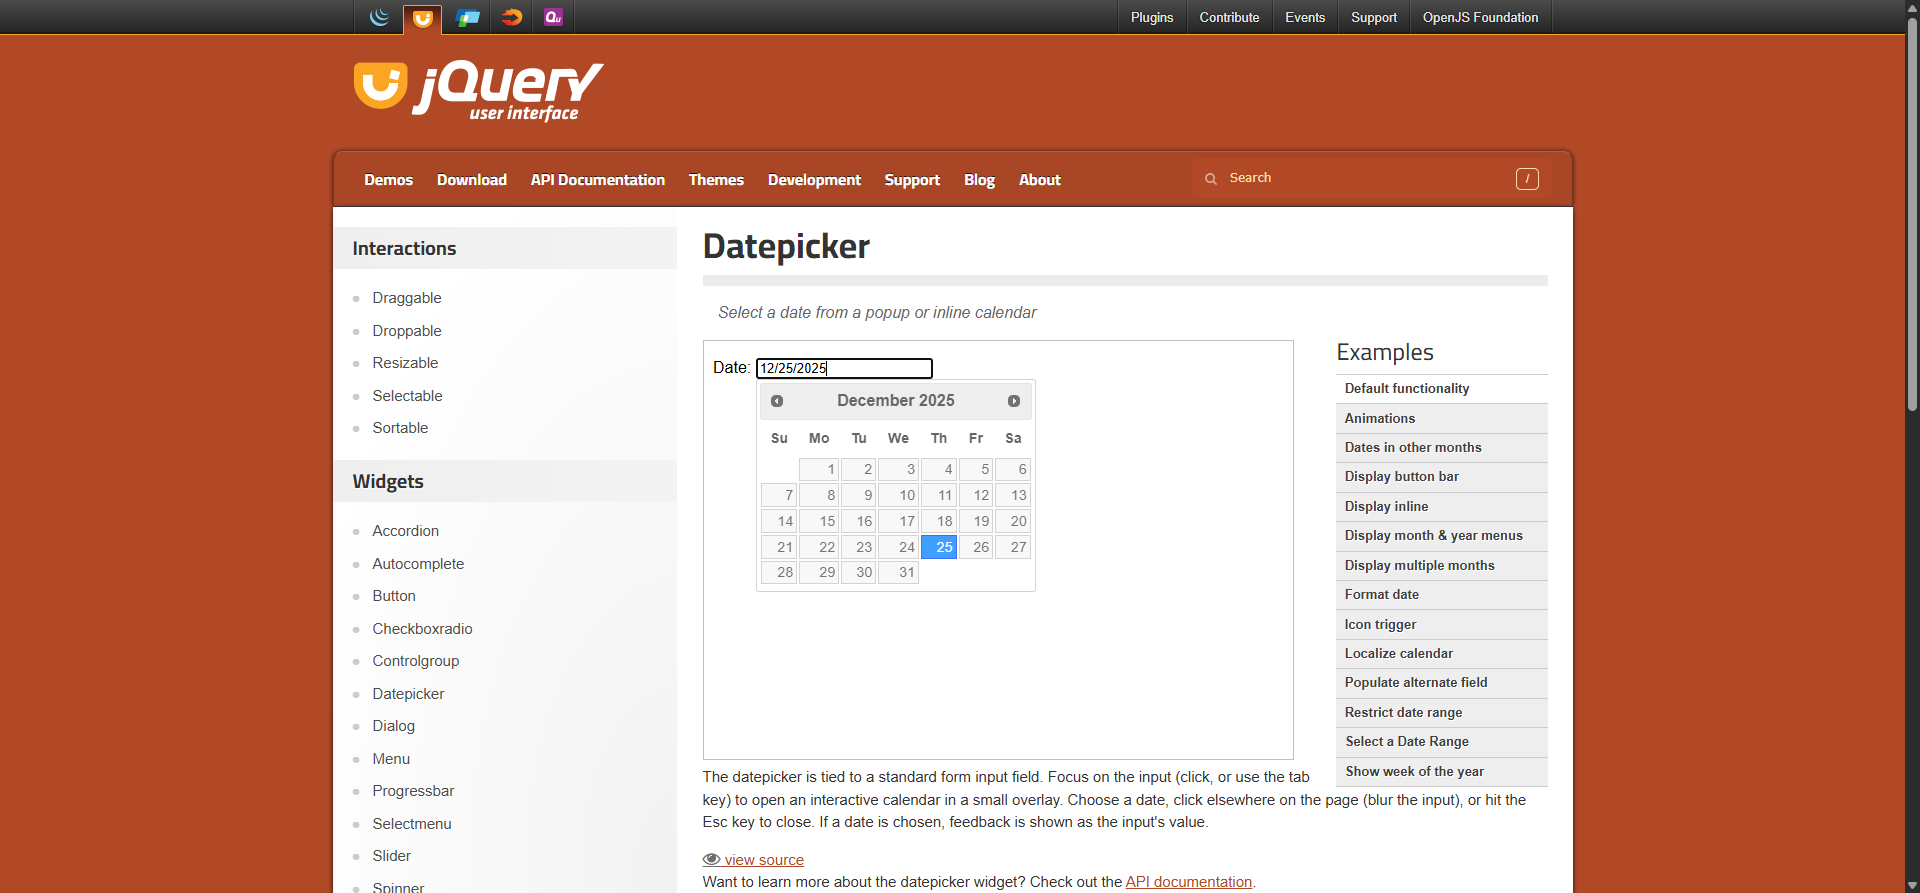 Qu
Plugins Contribute Events Support OpenJS Foundation
jQuery
user interface
Demos Download API Documentation Themes Development Support Blog About Search /
Interactions
Draggable
Droppable
Resizable
Selectable
Sortable
Widgets
Accordion
Autocomplete
Button
Checkboxradio
Controlgroup
Datepicker
Dialog
Menu
Progressbar
Selectmenu
Slider
Spinner
Datepicker
Select a date from a popup or inline calendar
Date: 12/25/2025
December 2025
Su Mo Tu We Th Fr Sa
1 2 3 4 5 6
7 8 9 10 11 12 13
14 15 16 17 18 19 20
21 22 23 24 25 26 27
28 29 30 31
Examples
Default functionality
Animations
Dates in other months
Display button bar
Display inline
Display month & year menus
Display multiple months
Format date
Icon trigger
Localize calendar
Populate alternate field
Restrict date range
Select a Date Range
Show week of the year
The datepicker is tied to a standard form input field. Focus on the input (click, or use the tab
key) to open an interactive calendar in a small overlay. Choose a date, click elsewhere on the page (blur the input), or hit the
Esc key to close. If a date is chosen, feedback is shown as the input's value.
view source
Want to learn more about the datepicker widget? Check out the API documentation.